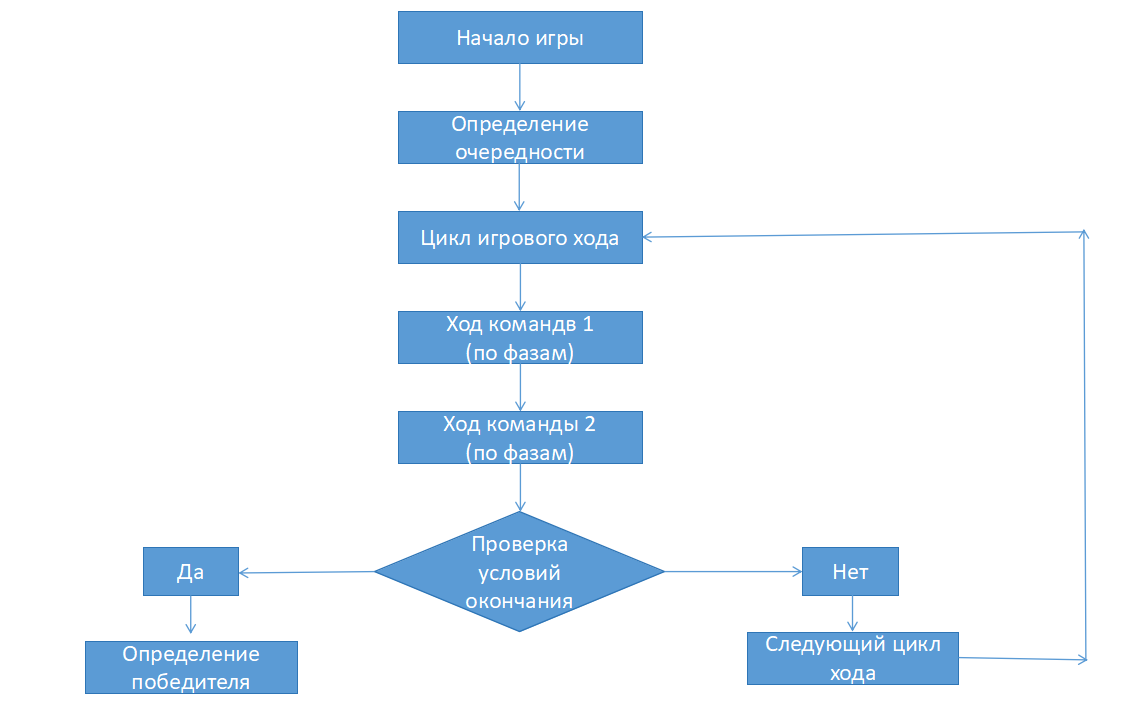 Начало игры
Определение
очередности
Цикл игрового хода
Ход командв 1
(по фазам)
Ход команды 2
(по фазам)
Проверка
условий
окончания
Да
Нет
Определение
победителя
Следующий цикл
хода